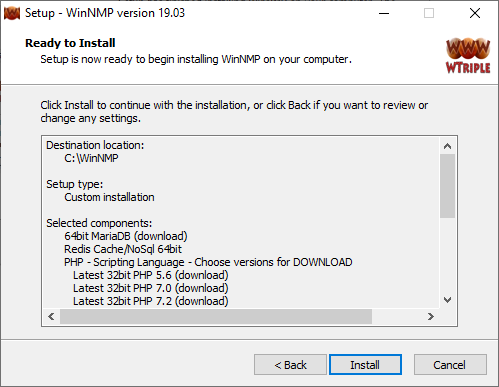 Setup - WinNMP version 19.03
Ready to Install
Setup is now ready to begin installing WinNMP on your computer.
WWW
WTRIPLE
Click Install to continue with the installation, or click Back if you want to review or
change any settings.
Destination location:
C:\WinNMP
Setup type:
Custom installation
Selected components:
64bit MariaDB (download)
Redis Cache/NoSql 64bit
PHP - Scripting Language - Choose versions for DOWNLOAD
Latest 32bit PHP 5.6 (download)
Latest 32bit PHP 7.0 (download)
Latest 32bit PHP 7.2 (download)
< Back
Install
Cancel